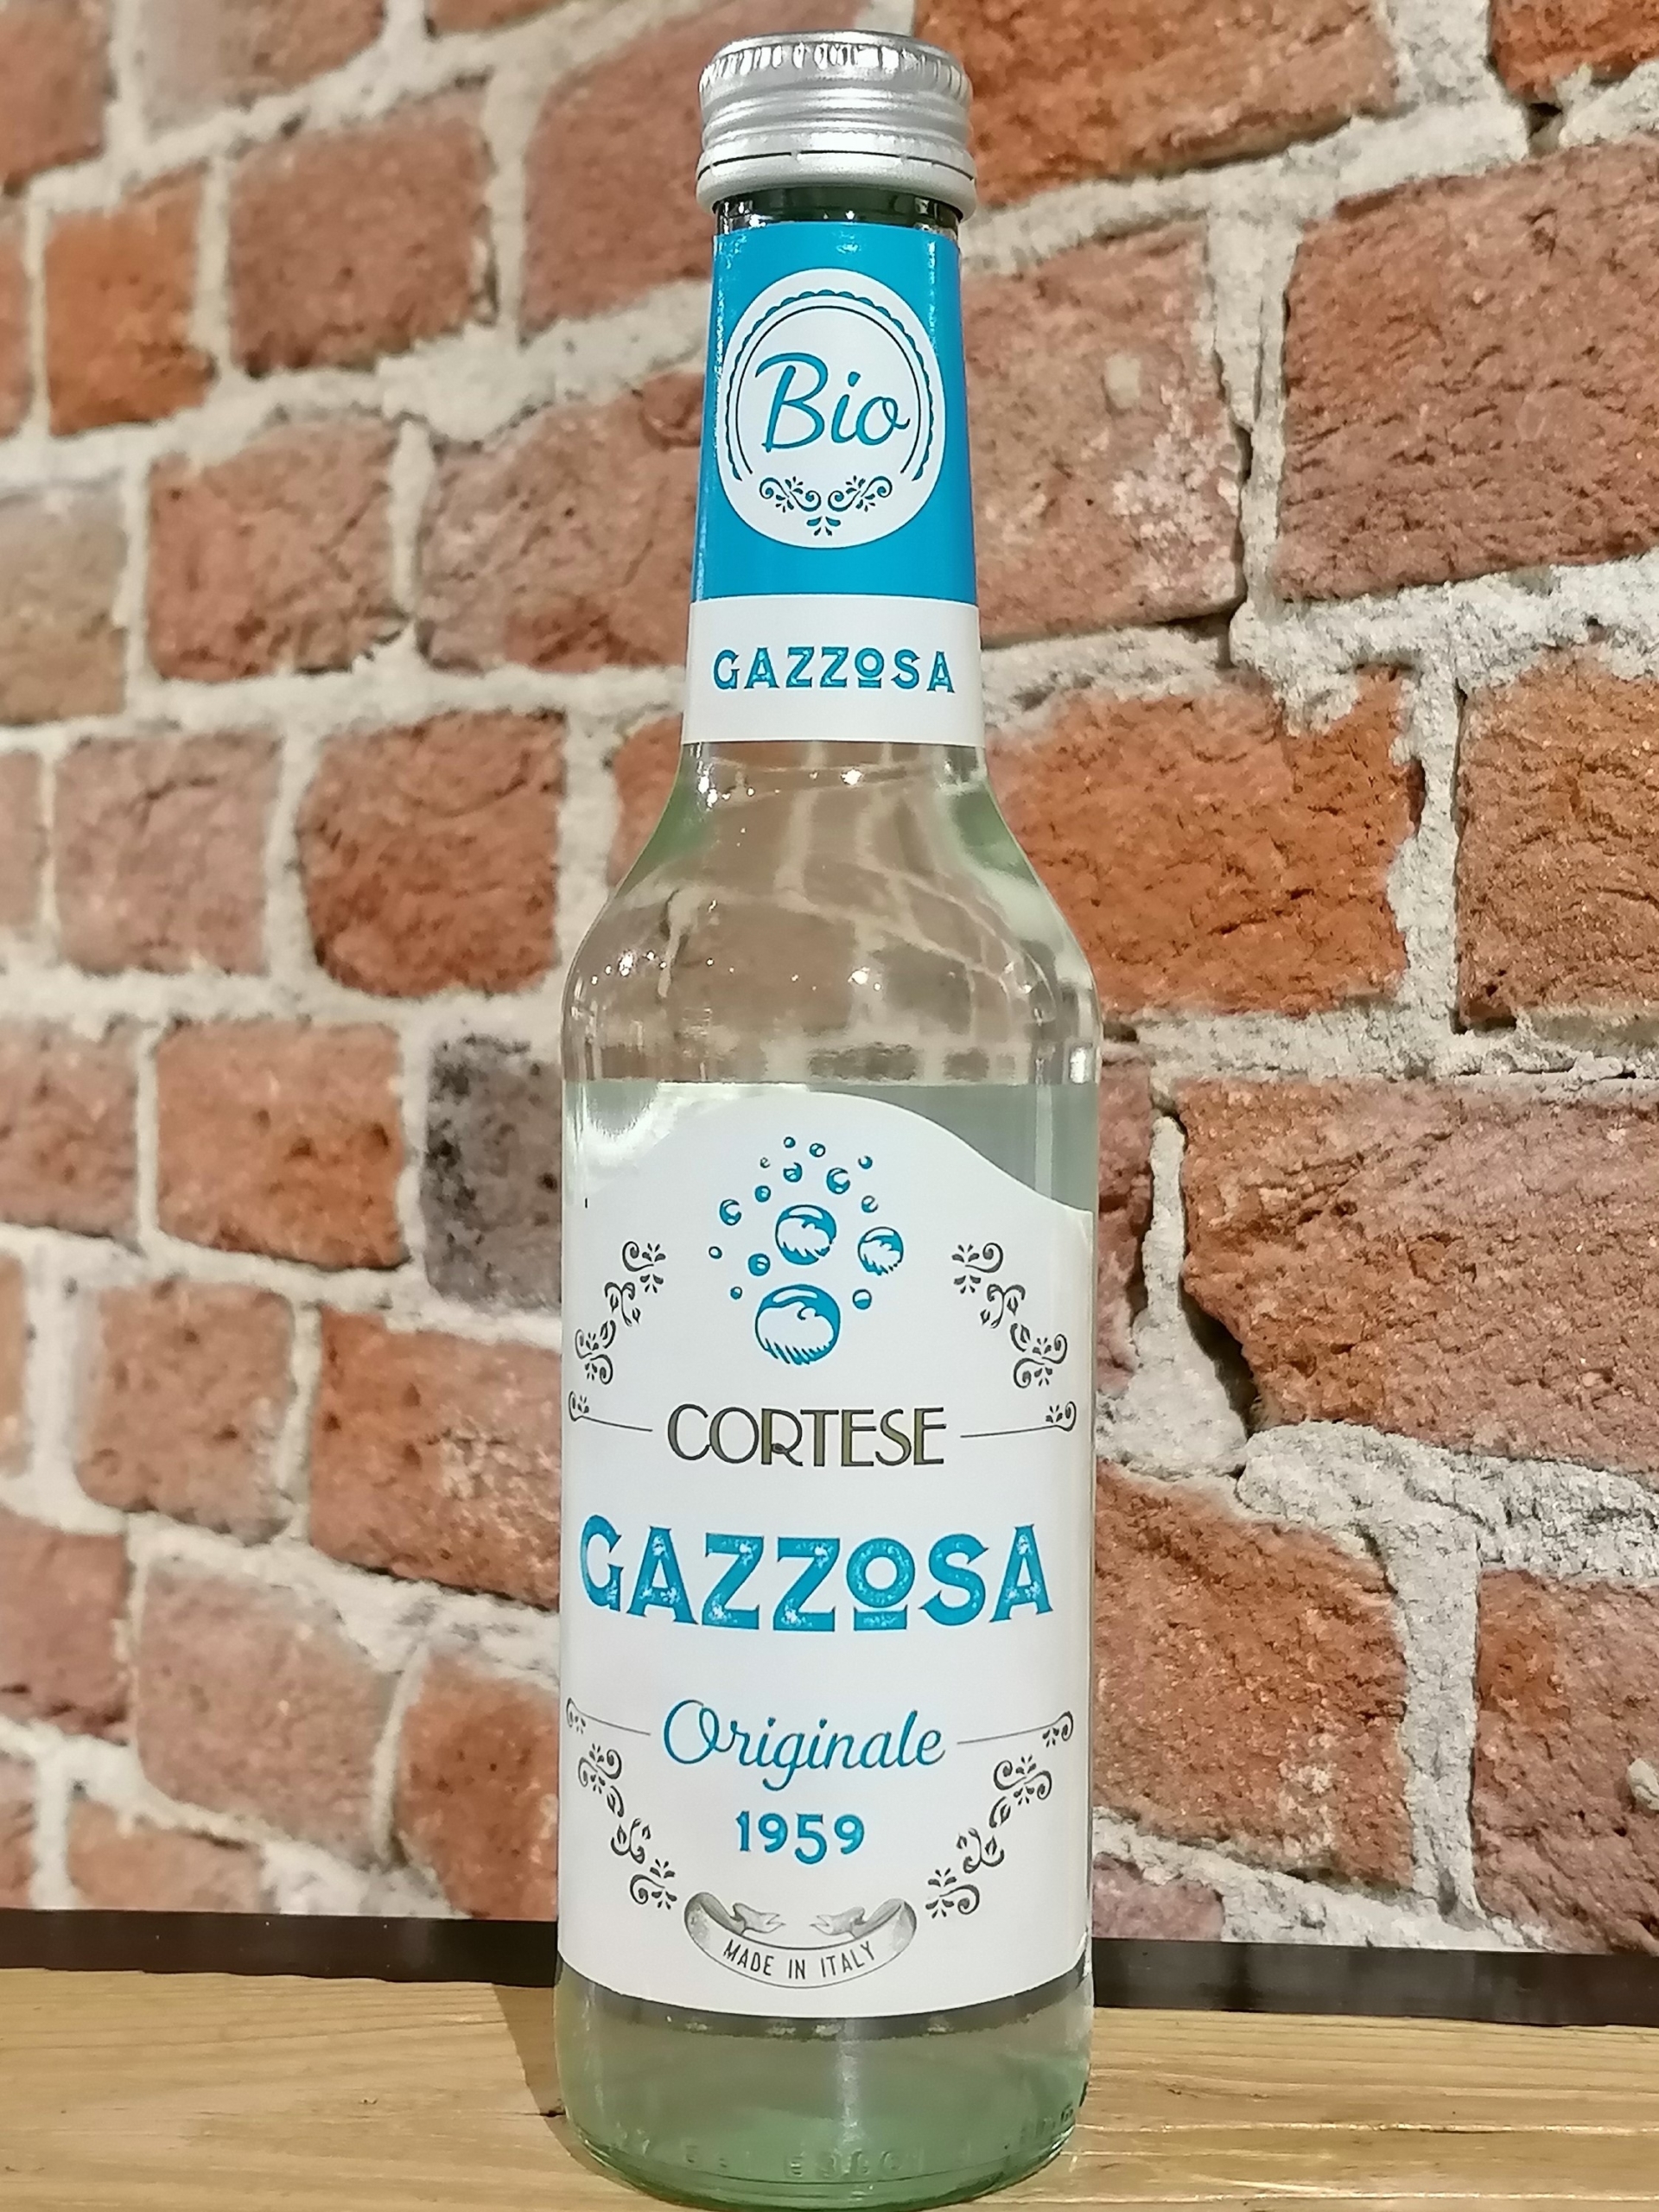 Bio
GAZZOSA
CORTESE
GAZZOSA
Originale
1959
MADE IN ITALY